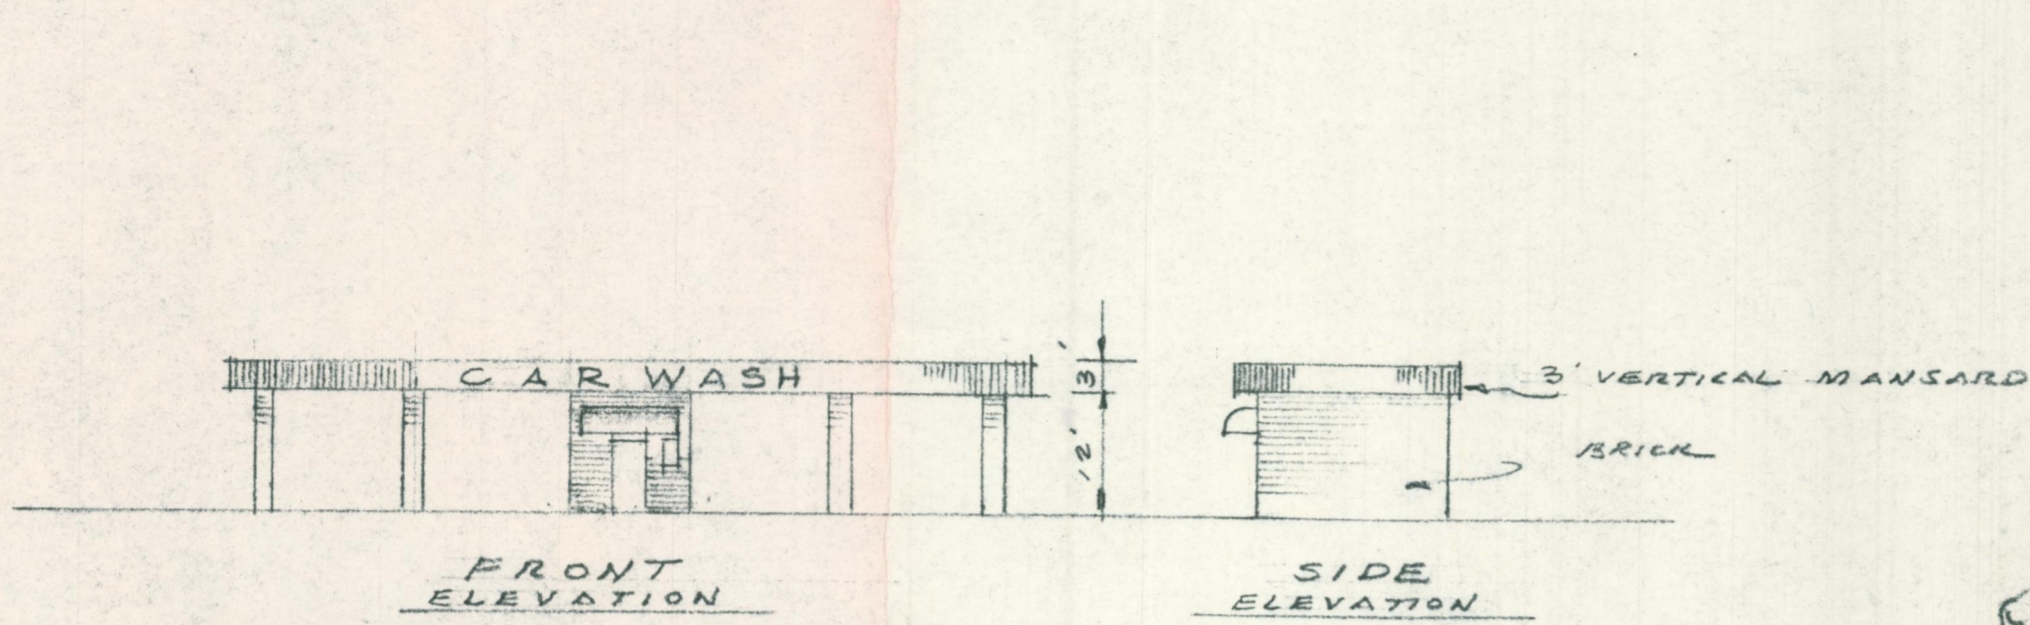 CAR WASH
3'
12'
3' VERTICAL MANSARD
BRICK
FRONT
ELEVATION
SIDE
ELEVATION